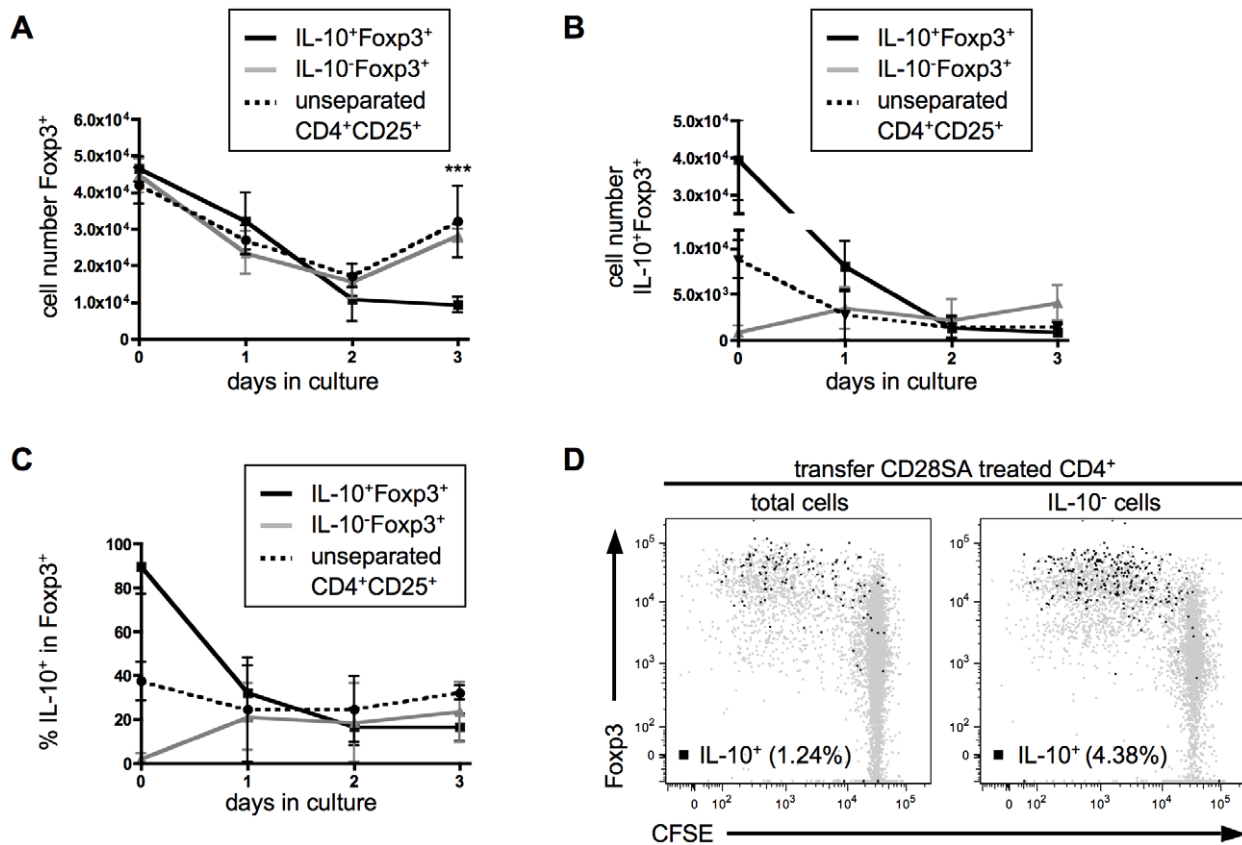 A
IL-10⁺Foxp3⁺
IL-10⁻Foxp3⁺
unseparated
CD4⁺CD25⁺
cell number Foxp3⁺
6.0x10⁴
5.0x10⁴
4.0x10⁴
3.0x10⁴
2.0x10⁴
1.0x10⁴
0
***
0 1 2 3
days in culture
B
IL-10⁺Foxp3⁺
IL-10⁻Foxp3⁺
unseparated
CD4⁺CD25⁺
cell number
IL-10⁺Foxp3⁺
5.0x10⁴
4.0x10⁴
3.0x10⁴
1.0x10⁴
5.0x10³
0
0 1 2 3
days in culture
C
IL-10⁺Foxp3⁺
IL-10⁻Foxp3⁺
unseparated
CD4⁺CD25⁺
% IL-10⁺ in Foxp3⁺
100
80
60
40
20
0
0 1 2 3
days in culture
D
transfer CD28SA treated CD4⁺
total cells IL-10⁻ cells
Foxp3
10⁵
10⁴
10³
10²
0
IL-10⁺ (1.24%)
0 10² 10³ 10⁴ 10⁵
10⁵
10⁴
10³
10²
0
IL-10⁺ (4.38%)
0 10² 10³ 10⁴ 10⁵
CFSE